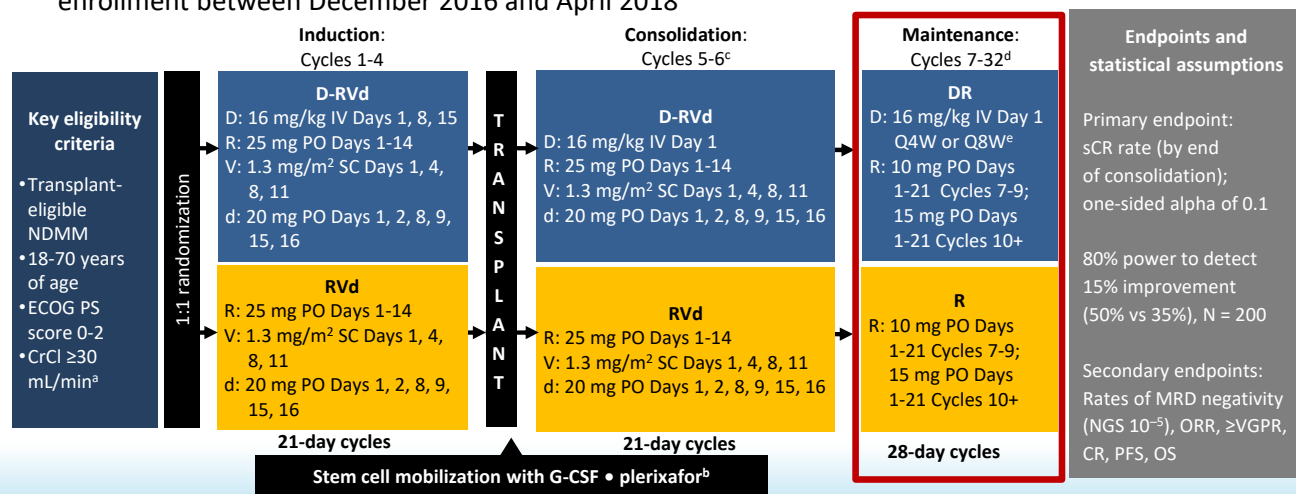 enrollment between December 2016 and April 2018
Induction:
Cycles 1-4
Consolidation:
Cycles 5-6ᶜ
Maintenance:
Cycles 7-32ᵈ
Key eligibility
criteria
•Transplant-
eligible
NDMM
•18-70 years
of age
•ECOG PS
score 0-2
•CrCl ≥30
mL/minᵃ
1:1 randomization
D-RVd
D: 16 mg/kg IV Days 1, 8, 15
R: 25 mg PO Days 1-14
V: 1.3 mg/m² SC Days 1, 4,
8, 11
d: 20 mg PO Days 1, 2, 8, 9,
15, 16
RVd
R: 25 mg PO Days 1-14
V: 1.3 mg/m² SC Days 1, 4,
8, 11
d: 20 mg PO Days 1, 2, 8, 9,
15, 16
21-day cycles
TRANSPLANT
Stem cell mobilization with G-CSF • plerixaforᵇ
D-RVd
D: 16 mg/kg IV Day 1
R: 25 mg PO Days 1-14
V: 1.3 mg/m² SC Days 1, 4, 8, 11
d: 20 mg PO Days 1, 2, 8, 9, 15, 16
RVd
R: 25 mg PO Days 1-14
V: 1.3 mg/m² SC Days 1, 4, 8, 11
d: 20 mg PO Days 1, 2, 8, 9, 15, 16
21-day cycles
DR
D: 16 mg/kg IV Day 1
Q4W or Q8Wᵉ
R: 10 mg PO Days
1-21 Cycles 7-9;
15 mg PO Days
1-21 Cycles 10+
R
R: 10 mg PO Days
1-21 Cycles 7-9;
15 mg PO Days
1-21 Cycles 10+
28-day cycles
Endpoints and
statistical assumptions
Primary endpoint:
sCR rate (by end
of consolidation);
one-sided alpha of 0.1
80% power to detect
15% improvement
(50% vs 35%), N = 200
Secondary endpoints:
Rates of MRD negativity
(NGS 10⁻⁵), ORR, ≥VGPR,
CR, PFS, OS